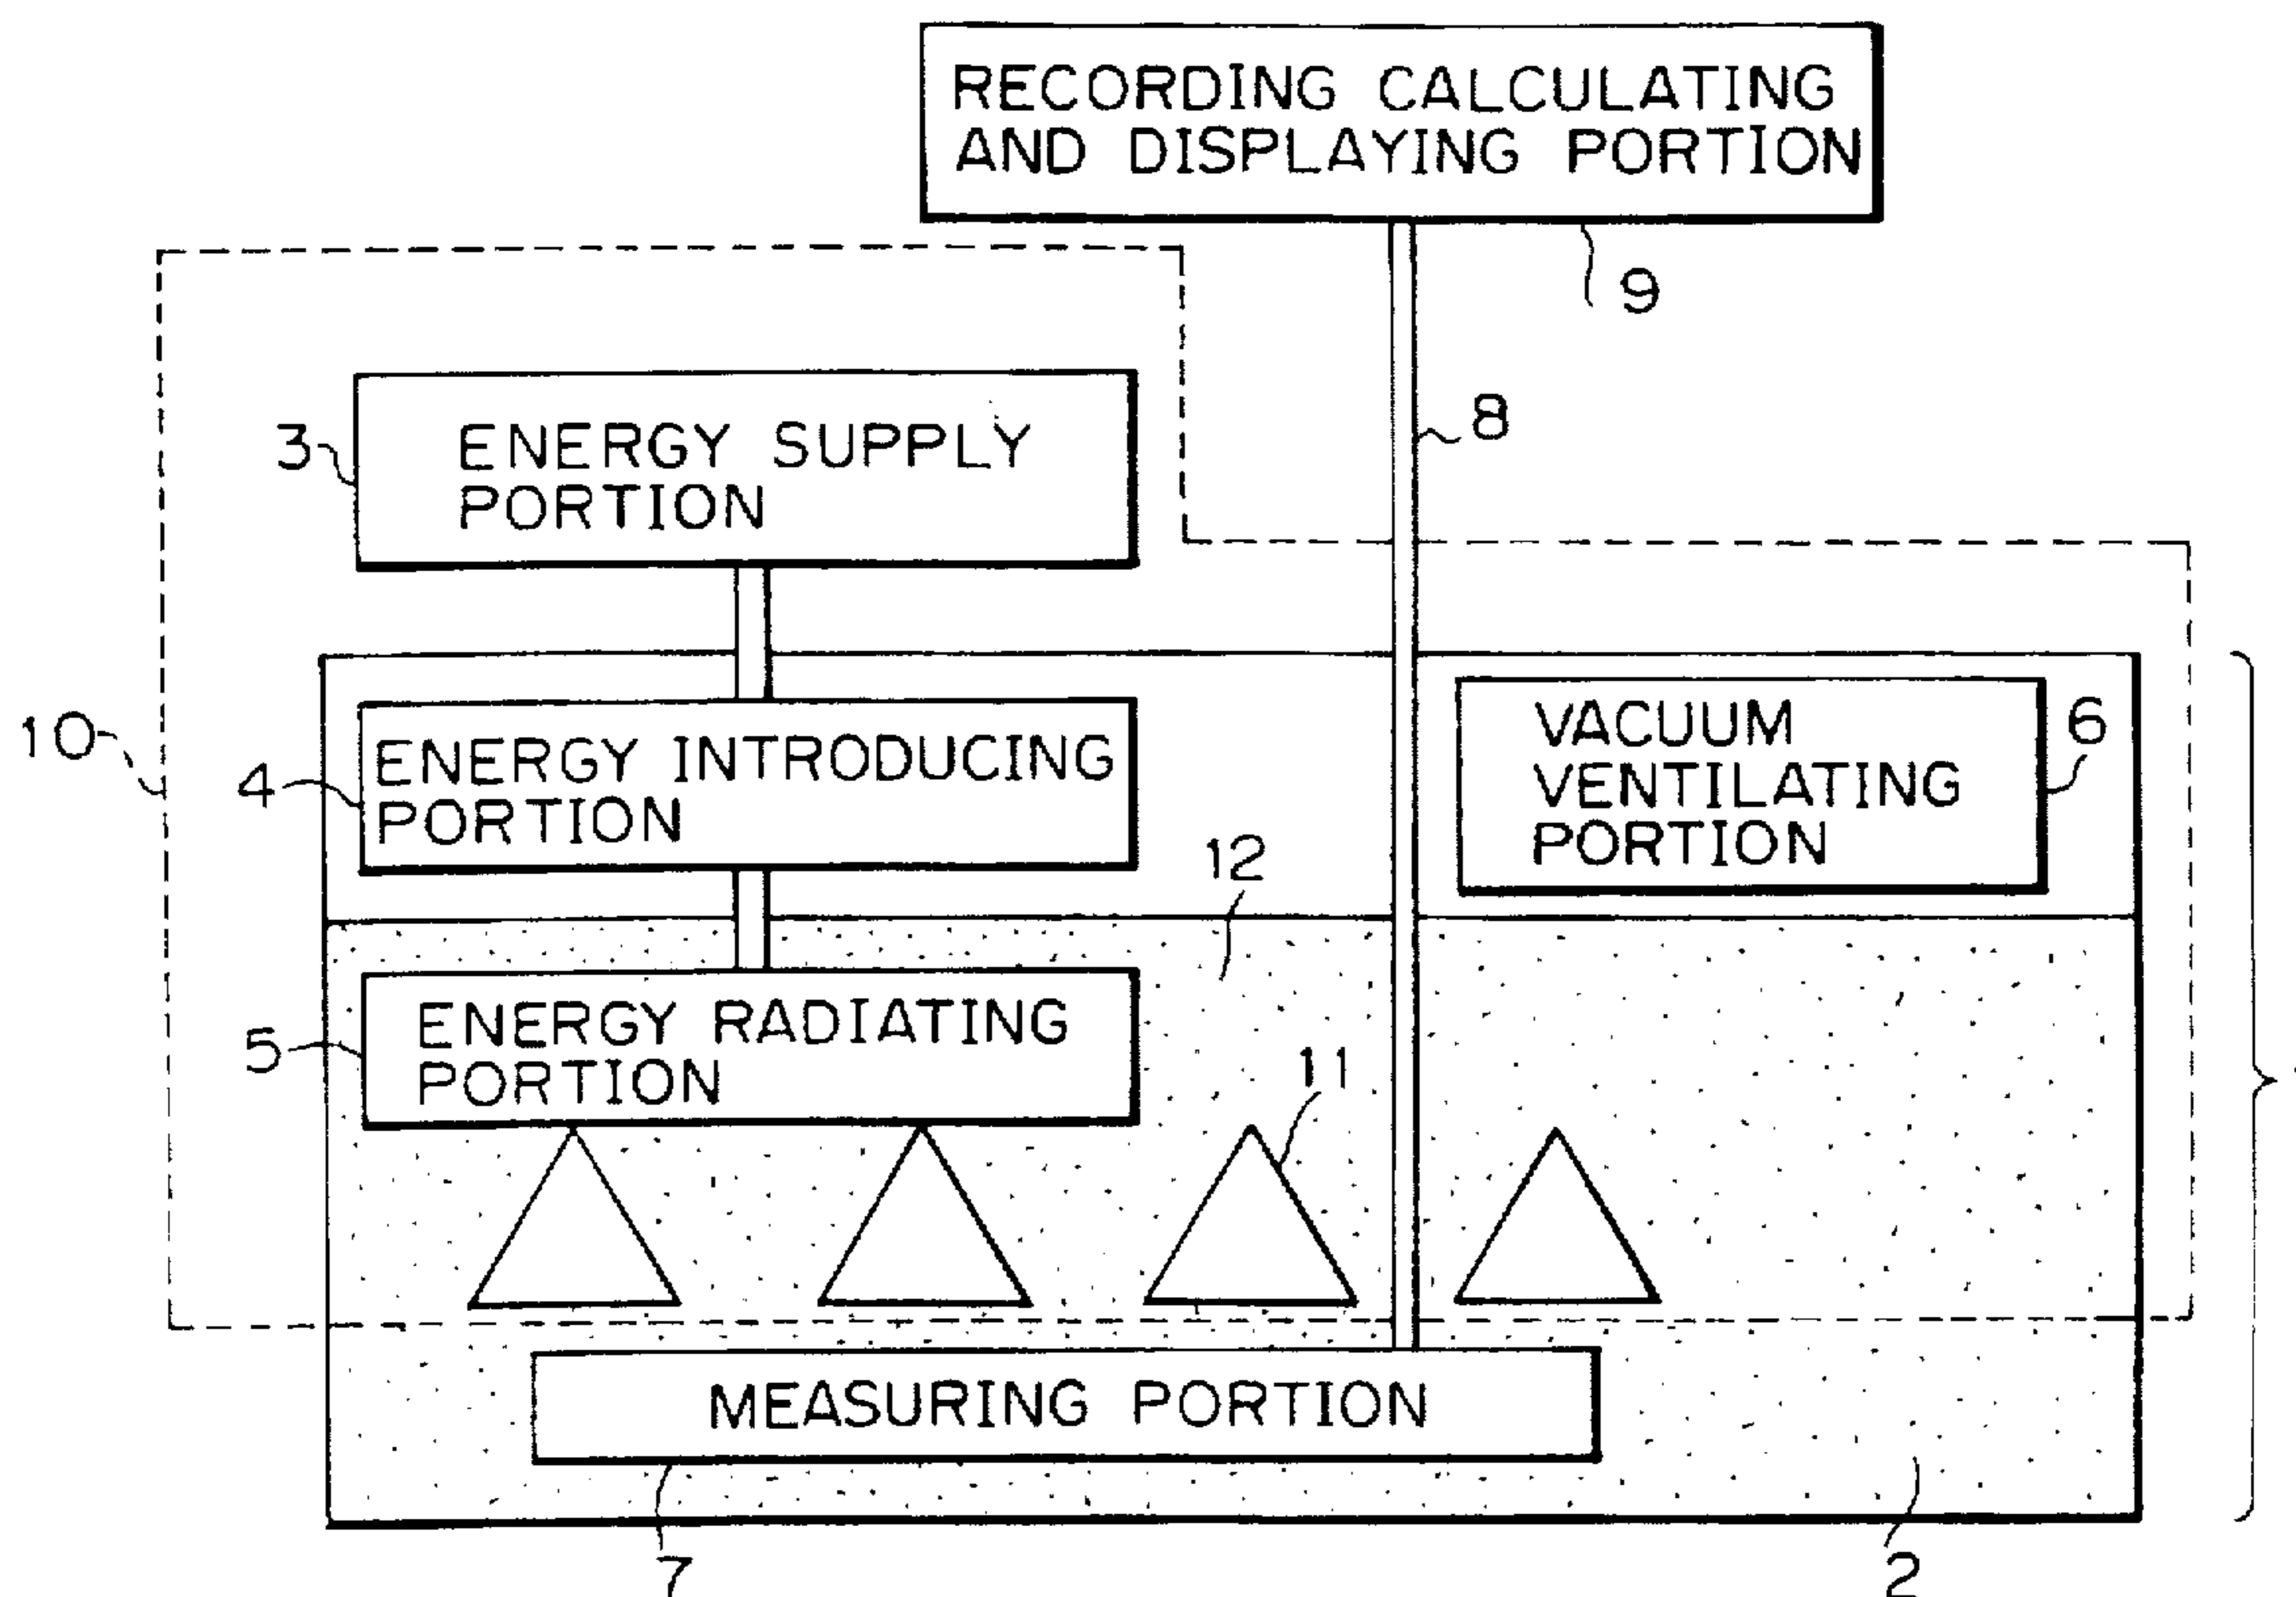 RECORDING CALCULATING
AND DISPLAYING PORTION
9
8
3
ENERGY SUPPLY
PORTION
10
4
ENERGY INTRODUCING
PORTION
VACUUM
VENTILATING
PORTION
6
12
5
ENERGY RADIATING
PORTION
11
MEASURING PORTION
7
2